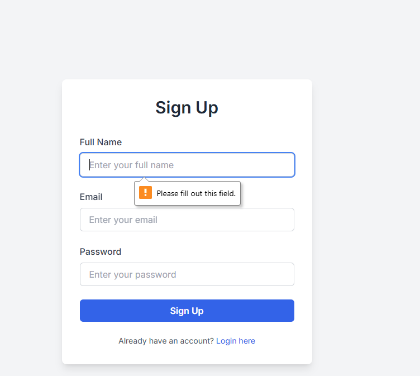 Sign Up
Full Name
Enter your full name
Please fill out this field.
Email
Enter your email
Password
Enter your password
Sign Up
Already have an account? Login here